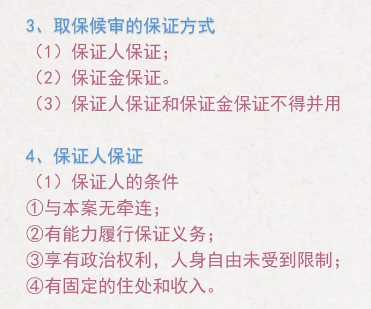 3、取保候审的保证方式
（1）保证人保证；
（2）保证金保证。
（3）保证人保证和保证金保证不得并用
4、保证人保证
（1）保证人的条件
①与本案无牵连；
②有能力履行保证义务；
③享有政治权利，人身自由未受到限制；
④有固定的住处和收入。